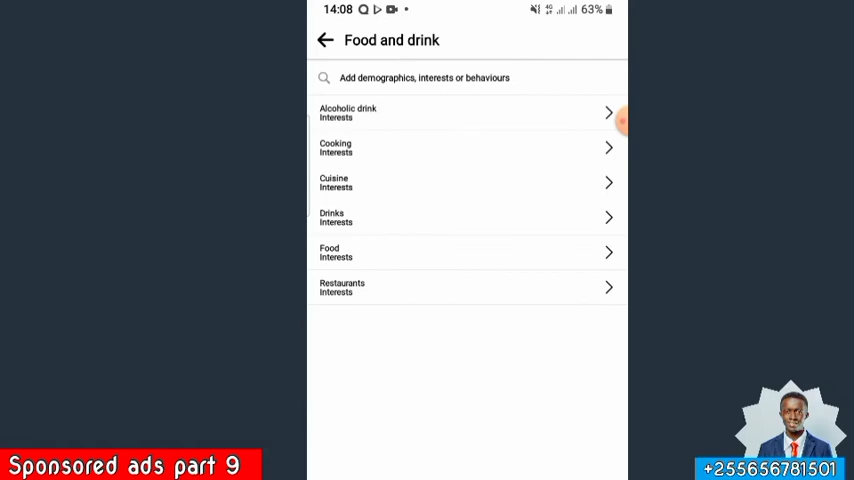 14:08
4G
63%
Food and drink
Add demographics, interests or behaviours
Alcoholic drink
Interests
Cooking
Interests
Cuisine
Interests
Drinks
Interests
Food
Interests
Restaurants
Interests
Sponsored ads part 9
+255656781501